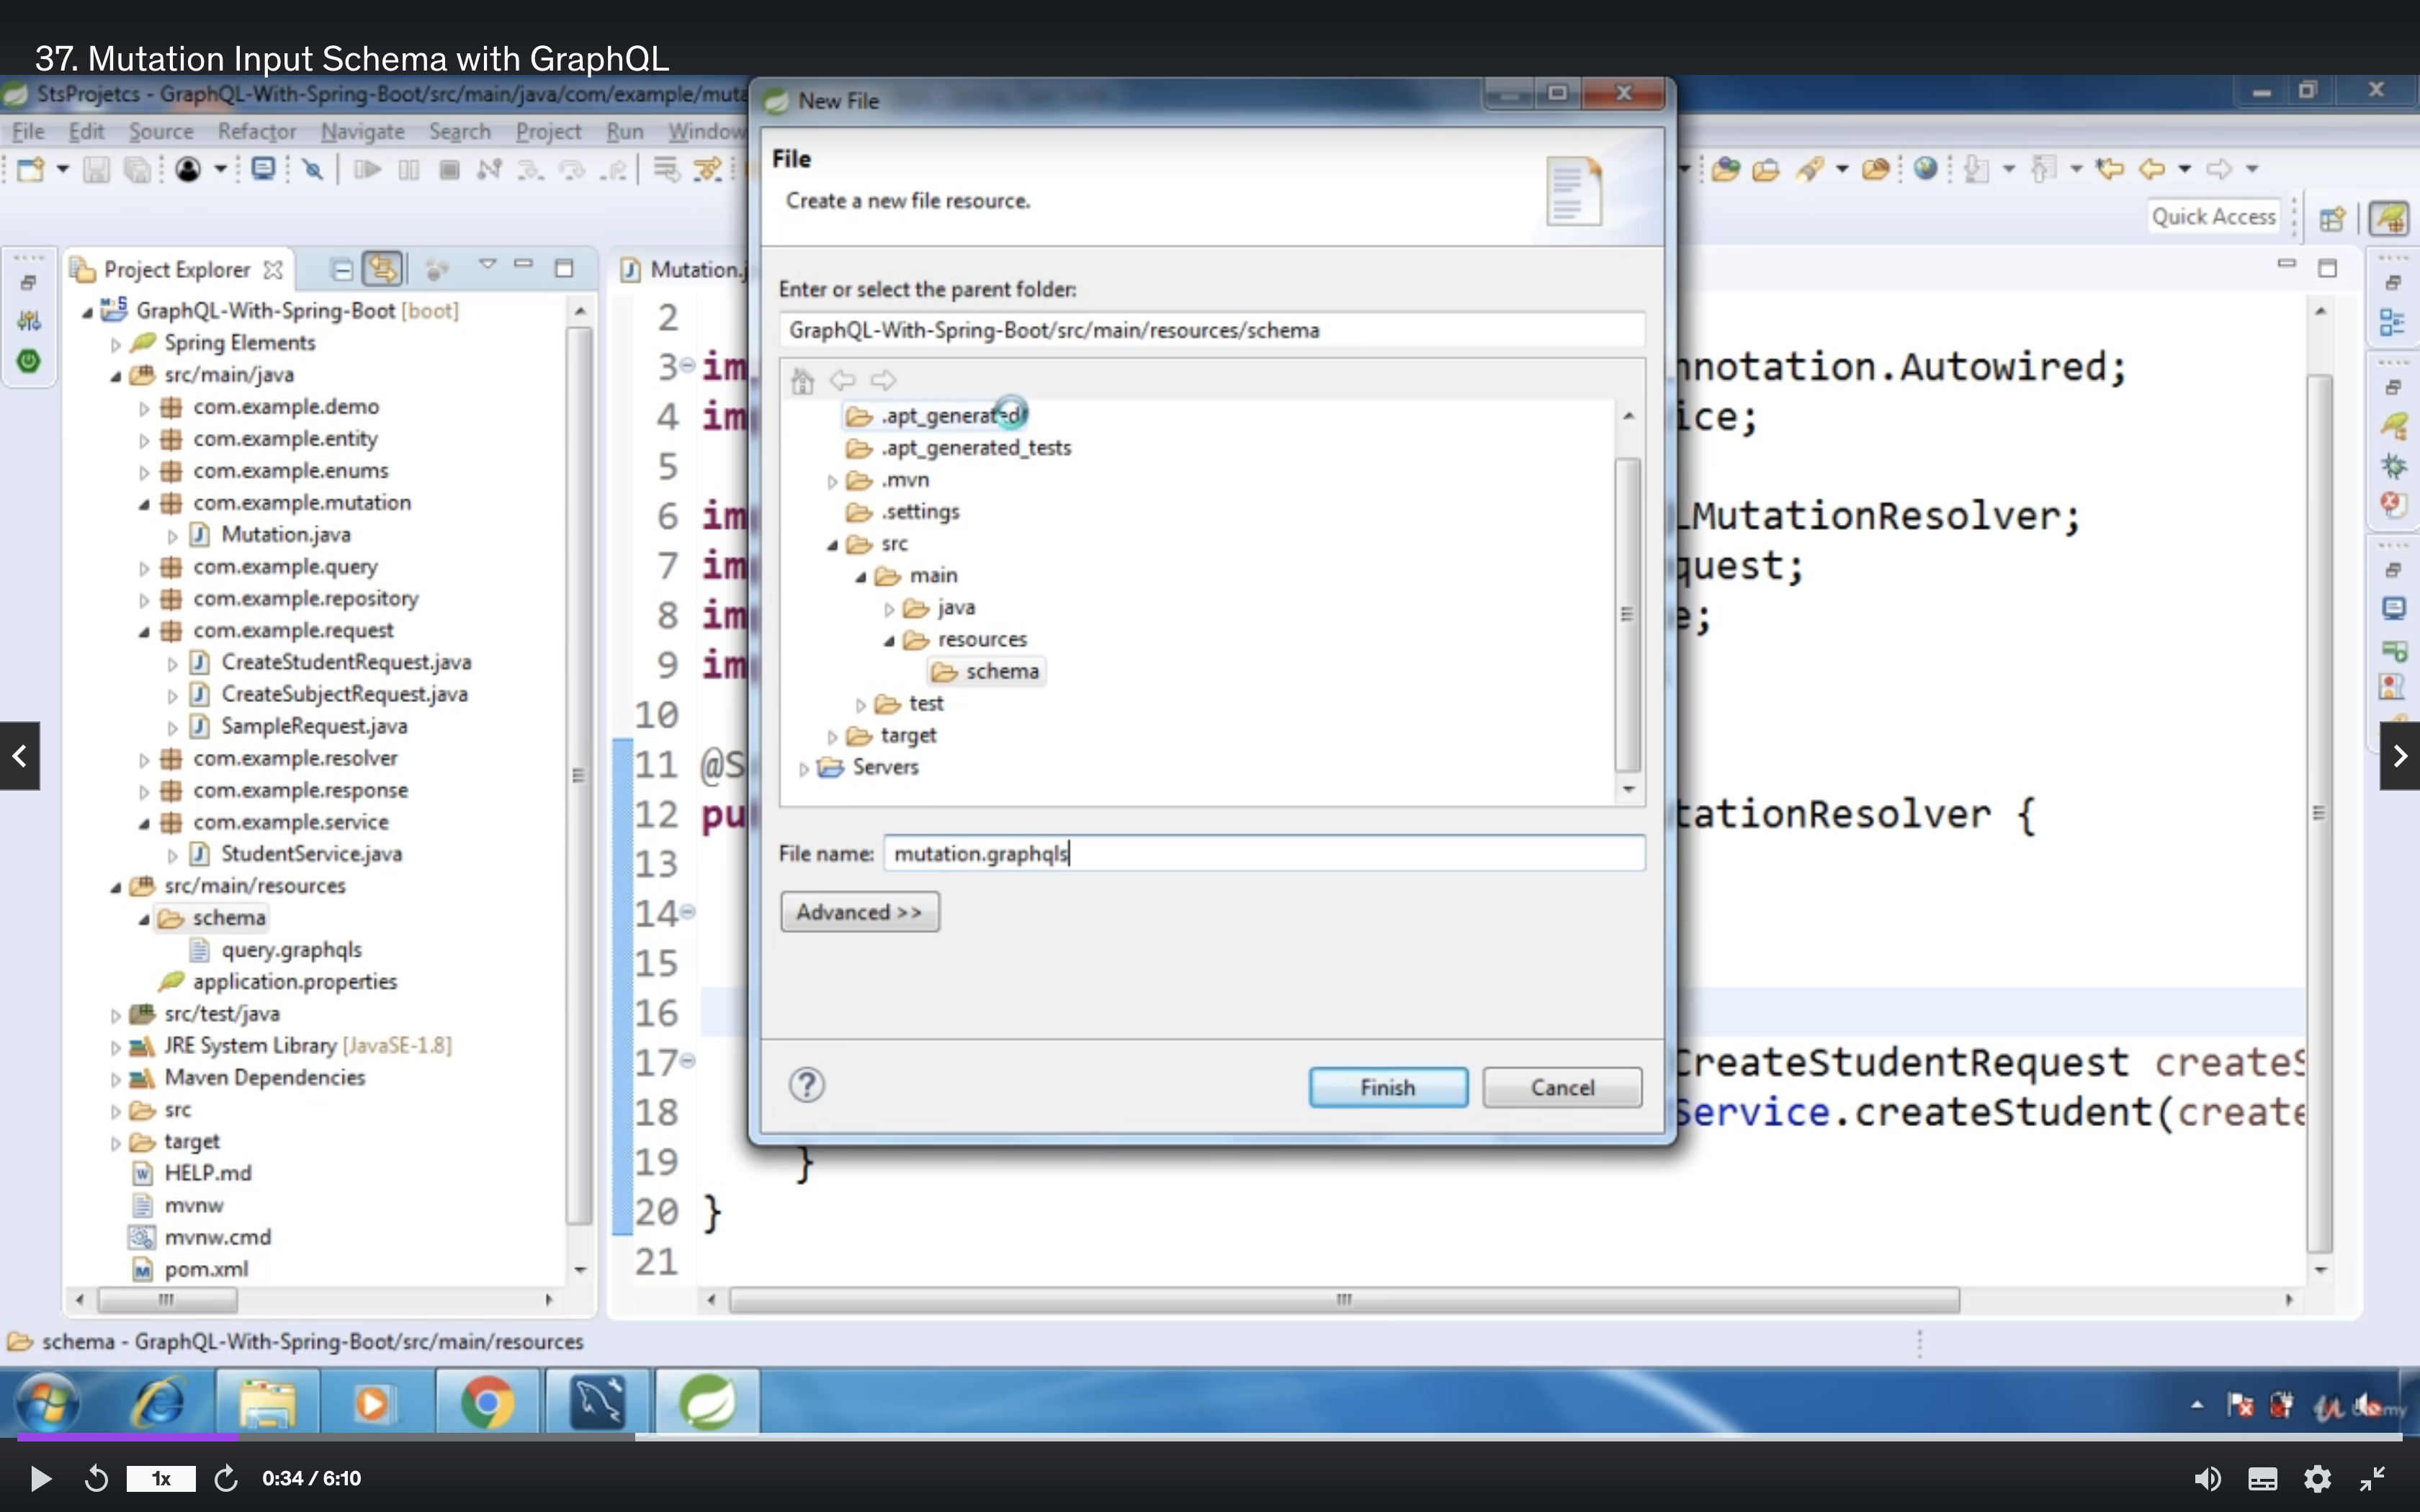 37. Mutation Input Schema with GraphQL
StsProjetcs - GraphQL-With-Spring-Boot/src/main/java/com/example/muta
File Edit Source Refactor Navigate Search Project Run Window
Quick Access
Project Explorer
GraphQL-With-Spring-Boot [boot]
Spring Elements
src/main/java
com.example.demo
com.example.entity
com.example.enums
com.example.mutation
Mutation.java
com.example.query
com.example.repository
com.example.request
CreateStudentRequest.java
CreateSubjectRequest.java
SampleRequest.java
com.example.resolver
com.example.response
com.example.service
StudentService.java
src/main/resources
schema
query.graphqls
application.properties
src/test/java
JRE System Library [JavaSE-1.8]
Maven Dependencies
src
target
HELP.md
mvnw
mvnw.cmd
pom.xml
Mutation.j
2
3 im nnotation.Autowired;
4 im ice;
5
6 im LMutationResolver;
7 im quest;
8 im e;
9 im
10
11 @S
12 pu tationResolver {
13
14
15
16
17 CreateStudentRequest createS
18 Service.createStudent(create
19 }
20 }
21
New File
File
Create a new file resource.
Enter or select the parent folder:
GraphQL-With-Spring-Boot/src/main/resources/schema
.apt_generated
.apt_generated_tests
.mvn
.settings
src
main
java
resources
schema
test
target
Servers
File name: mutation.graphqls
Advanced >>
Finish Cancel
schema - GraphQL-With-Spring-Boot/src/main/resources
1x 0:34 / 6:10